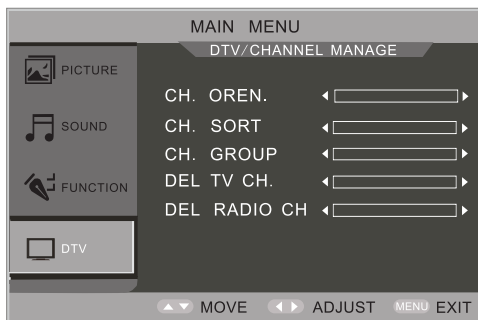 MAIN MENU
DTV/CHANNEL MANAGE
PICTURE
SOUND
FUNCTION
DTV
CH. OREN.
CH. SORT
CH. GROUP
DEL TV CH.
DEL RADIO CH
MOVE ADJUST MENU EXIT